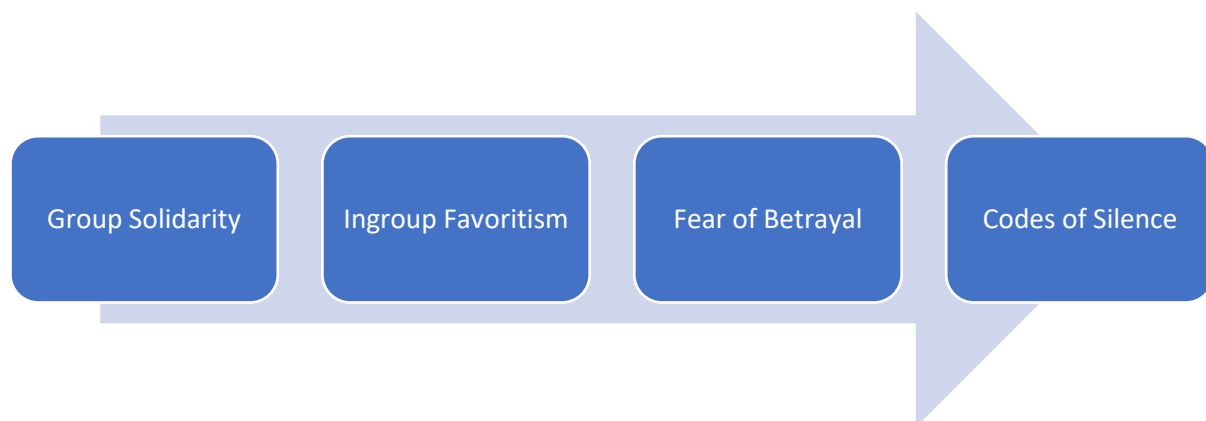 Group Solidarity
Ingroup Favoritism
Fear of Betrayal
Codes of Silence